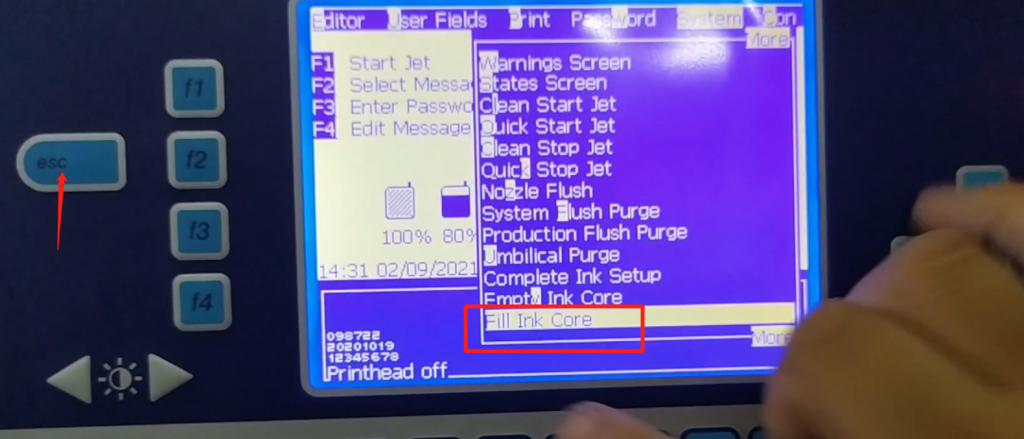 Editor User Fields Print Password System Con
More
F1 Start Jet
F2 Select Messa
F3 Enter Passwo
F4 Edit Message
Warnings Screen
States Screen
Clean Start Jet
Quick Start Jet
Clean Stop Jet
Quick Stop Jet
Nozzle Flush
System Flush Purge
Production Flush Purge
Umbilical Purge
Complete Ink Setup
Empty Ink Core
Fill Ink Core
More
100% 80%
14:31 02/09/2021
098722
20201019
12345678
Printhead off
esc
f1
f2
f3
f4